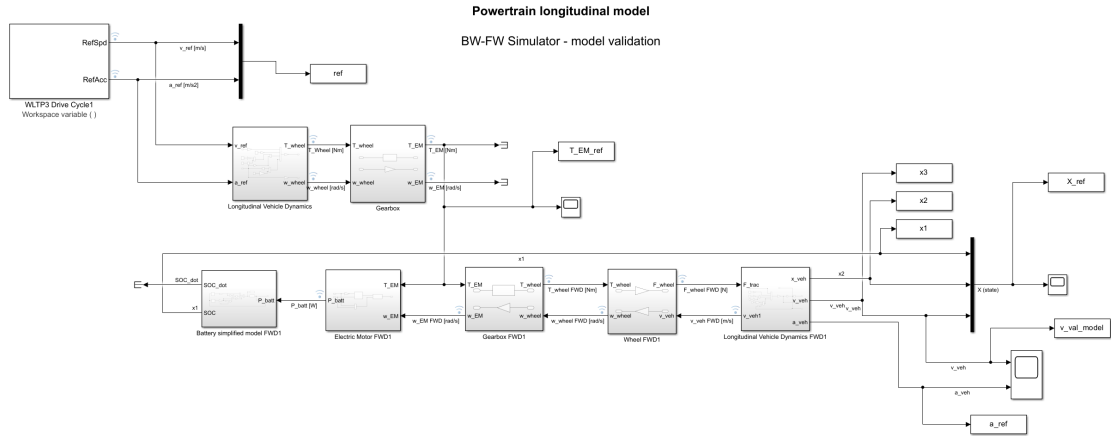 Powertrain longitudinal model
BW-FW Simulator - model validation
RefSpd
v_ref [m/s]
ref
RefAcc
a_ref [m/s2]
WLTP3 Drive Cycle1
Workspace variable ( )
v_ref
T_wheel
T_Wheel [Nm]
T_wheel
T_EM
T_EM [Nm]
T_EM_ref
a_ref
w_wheel
w_wheel [rad/s]
w_wheel
w_EM
w_EM [rad/s]
Longitudinal Vehicle Dynamics
Gearbox
x3
X_ref
x2
x1
x1
SOC_dot
SOC_dot
P_batt
x1
SOC
P_batt [W]
Battery simplified model FWD1
T_EM
P_batt
w_EM
Electric Motor FWD1
w_EM FWD [rad/s]
T_EM
T_wheel
w_EM
w_wheel
Gearbox FWD1
T_wheel FWD [Nm]
w_wheel FWD [rad/s]
T_wheel
F_wheel
w_wheel
v_veh
Wheel FWD1
F_wheel FWD [N]
v_veh FWD [m/s]
F_trac
x_veh
v_veh
v_veh1
a_veh
Longitudinal Vehicle Dynamics FWD1
x2
v_veh
v_veh
X (state)
v_val_model
v_veh
a_veh
a_ref